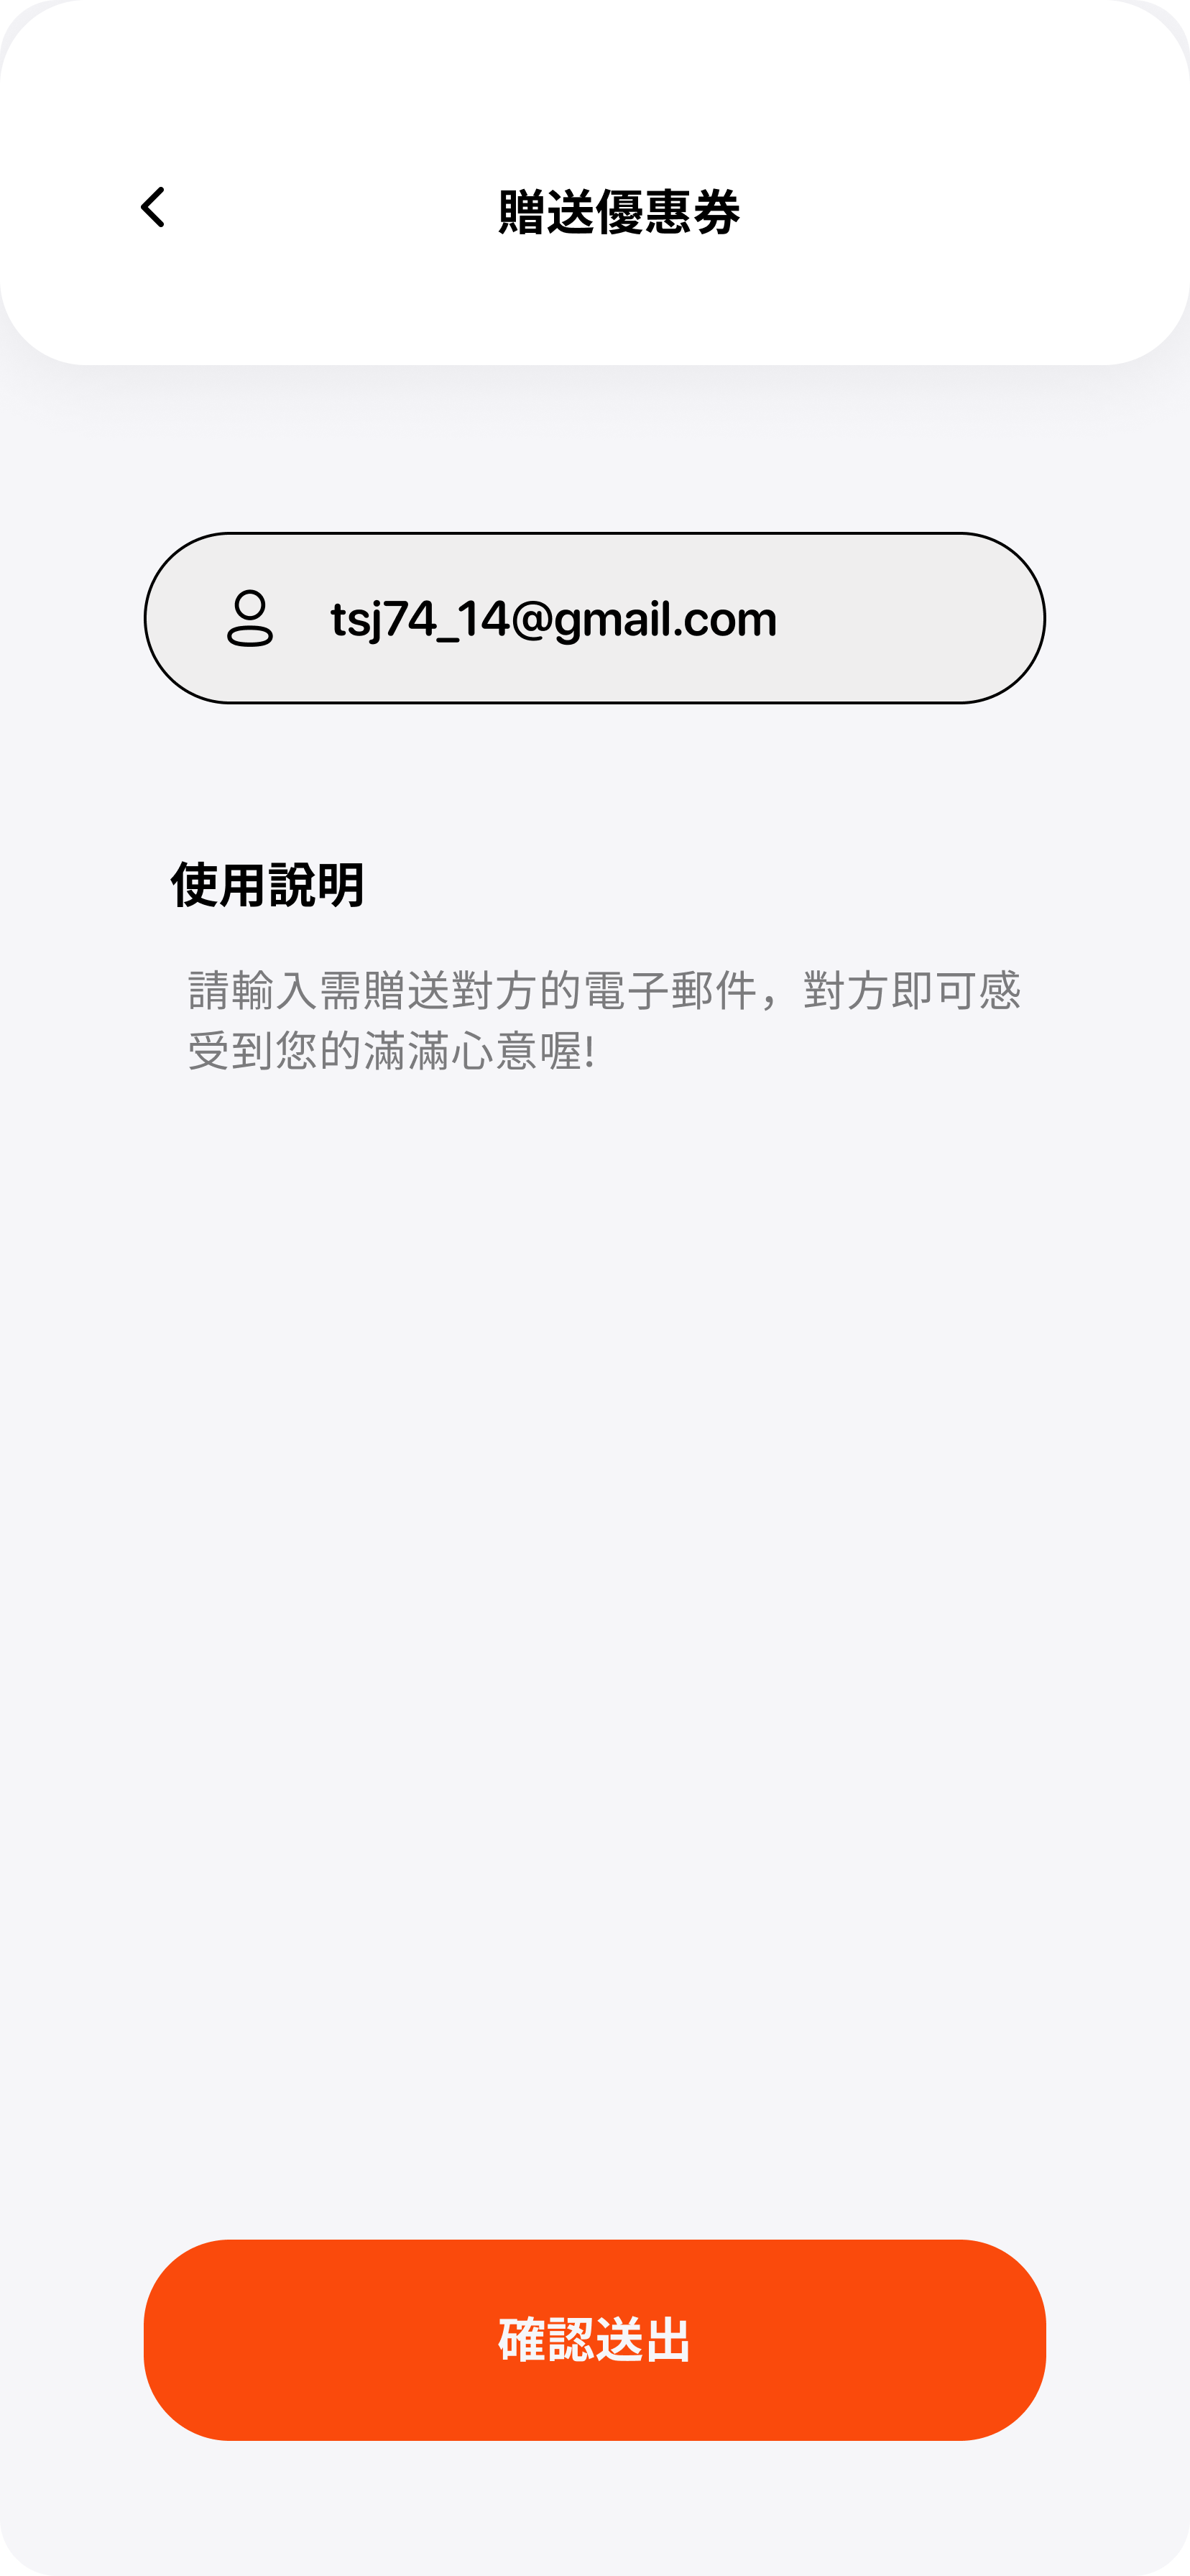 贈送優惠券
tsj74_14@gmail.com
使用說明
請輸入需贈送對方的電子郵件，對方即可感
受到您的滿滿心意喔!
確認送出